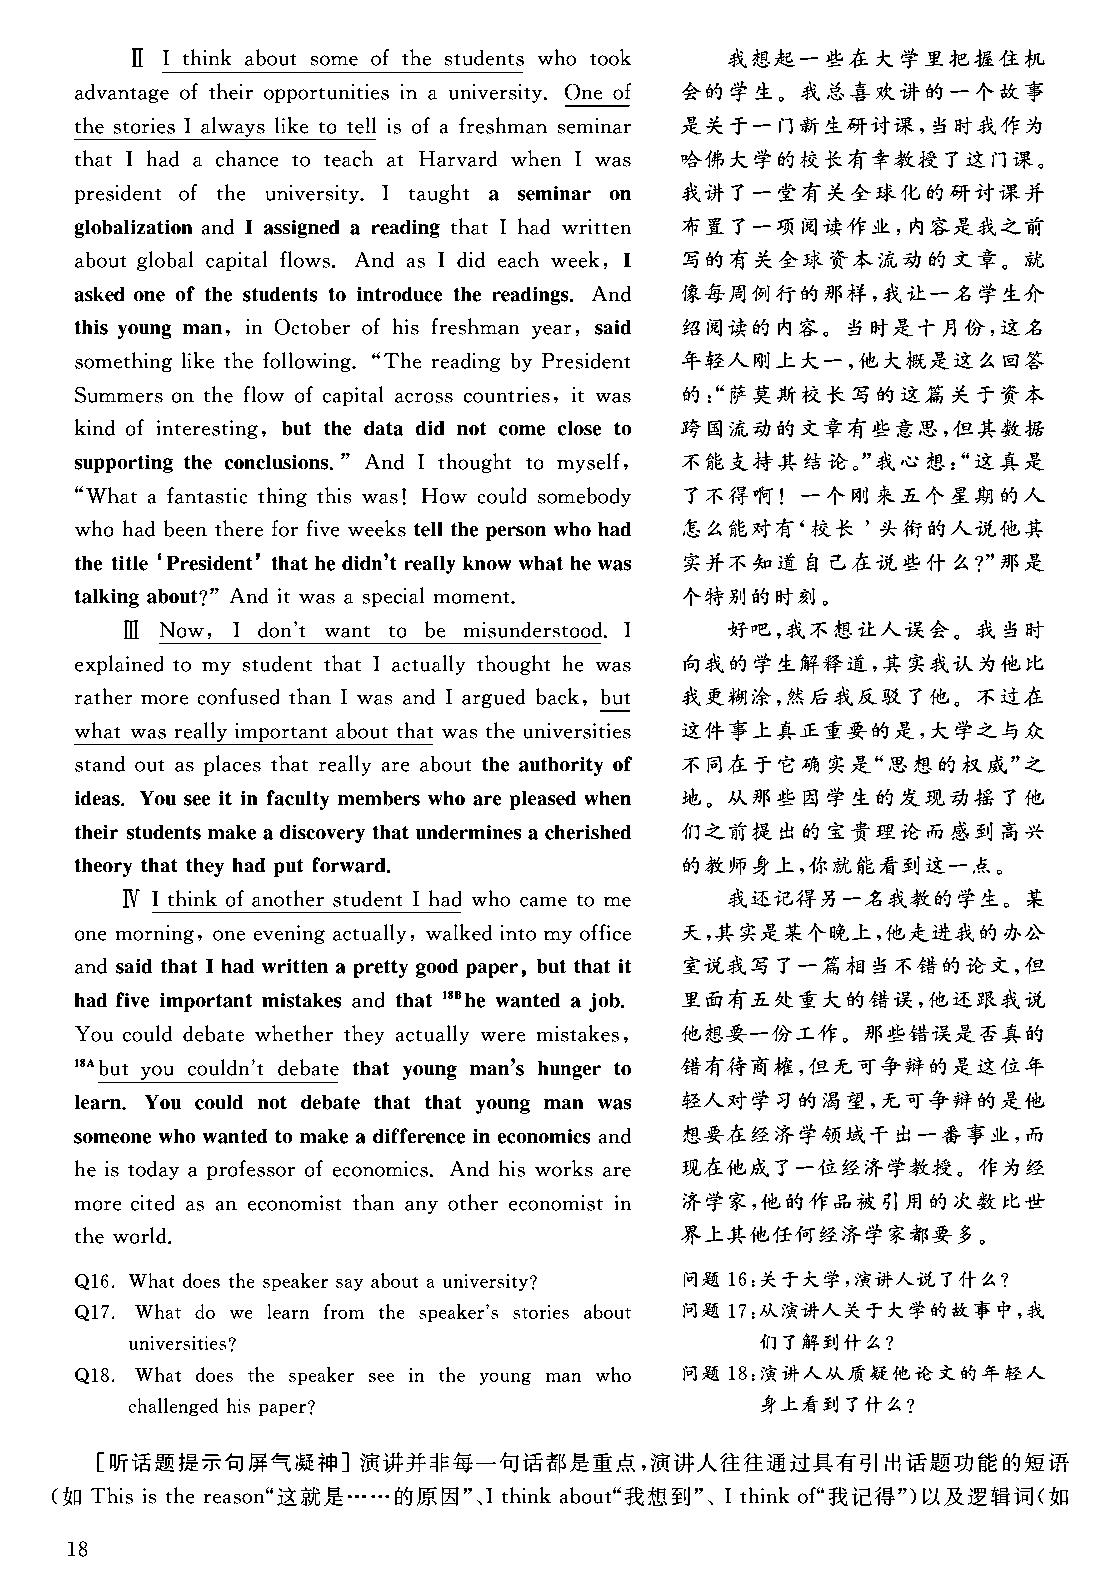 Ⅱ I think about some of the students who took
advantage of their opportunities in a university. One of
the stories I always like to tell is of a freshman seminar
that I had a chance to teach at Harvard when I was
president of the university. I taught a seminar on
globalization and I assigned a reading that I had written
about global capital flows. And as I did each week, I
asked one of the students to introduce the readings. And
this young man, in October of his freshman year, said
something like the following. “The reading by President
Summers on the flow of capital across countries, it was
kind of interesting, but the data did not come close to
supporting the conclusions.” And I thought to myself,
“What a fantastic thing this was! How could somebody
who had been there for five weeks tell the person who had
the title ‘President’ that he didn’t really know what he was
talking about?” And it was a special moment.
Ⅲ Now, I don’t want to be misunderstood. I
explained to my student that I actually thought he was
rather more confused than I was and I argued back, but
what was really important about that was the universities
stand out as places that really are about the authority of
ideas. You see it in faculty members who are pleased when
their students make a discovery that undermines a cherished
theory that they had put forward.
Ⅳ I think of another student I had who came to me
one morning, one evening actually, walked into my office
and said that I had written a pretty good paper, but that it
had five important mistakes and that 18B he wanted a job.
You could debate whether they actually were mistakes,
18A but you couldn’t debate that young man’s hunger to
learn. You could not debate that that young man was
someone who wanted to make a difference in economics and
he is today a professor of economics. And his works are
more cited as an economist than any other economist in
the world.
Q16. What does the speaker say about a university?
Q17. What do we learn from the speaker’s stories about
universities?
Q18. What does the speaker see in the young man who
challenged his paper?
我想起一些在大学里把握住机
会的学生。我总喜欢讲的一个故事
是关于一门新生研讨课,当时我作为
哈佛大学的校长有幸教授了这门课。
我讲了一堂有关全球化的研讨课并
布置了一项阅读作业,内容是我之前
写的有关全球资本流动的文章。就
像每周例行的那样,我让一名学生介
绍阅读的内容。当时是十月份,这名
年轻人刚上大一,他大概是这么回答
的:“萨莫斯校长写的这篇关于资本
跨国流动的文章有些意思,但其数据
不能支持其结论。”我心想:“这真是
了不得啊！一个刚来五个星期的人
怎么能对有‘校长’头衔的人说他其
实并不知道自己在说些什么?”那是
个特别的时刻。
好吧,我不想让人误会。我当时
向我的学生解释道,其实我认为他比
我更糊涂,然后我反驳了他。不过在
这件事上真正重要的是,大学之与众
不同在于它确实是“思想的权威”之
地。从那些因学生的发现动摇了他
们之前提出的宝贵理论而感到高兴
的教师身上,你就能看到这一点。
我还记得另一名我教的学生。某
天,其实是某个晚上,他走进我的办公
室说我写了一篇相当不错的论文,但
里面有五处重大的错误,他还跟我说
他想要一份工作。那些错误是否真的
错有待商榷,但无可争辩的是这位年
轻人对学习的渴望,无可争辩的是他
想要在经济学领域干出一番事业,而
现在他成了一位经济学教授。作为经
济学家,他的作品被引用的次数比世
界上其他任何经济学家都要多。
问题16:关于大学,演讲人说了什么?
问题17:从演讲人关于大学的故事中,我
们了解到什么?
问题18:演讲人从质疑他论文的年轻人
身上看到了什么?
[听话题提示句屏气凝神] 演讲并非每一句话都是重点,演讲人往往通过具有引出话题功能的短语
(如 This is the reason“这就是……的原因”、I think about“我想到”、I think of“我记得”)以及逻辑词(如
18